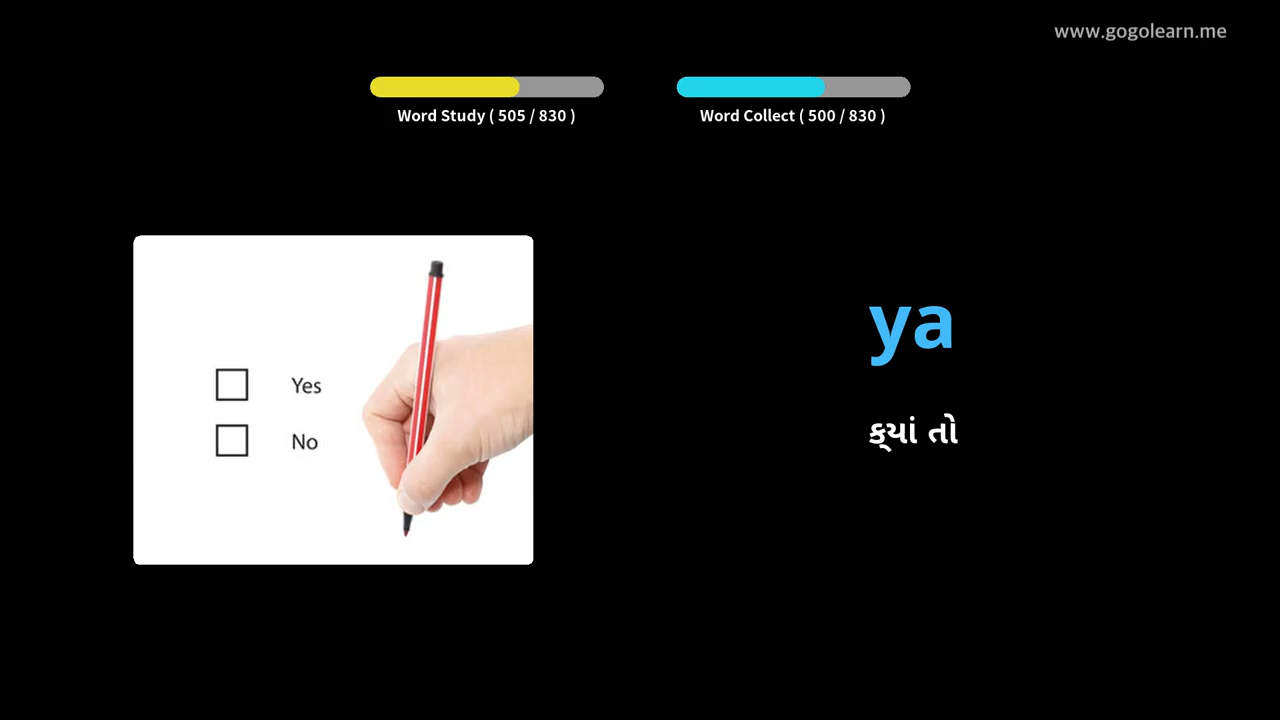 www.gogolearn.me
Word Study ( 505 / 830 )
Word Collect ( 500 / 830 )
Yes
No
ya
ક્યાં તો